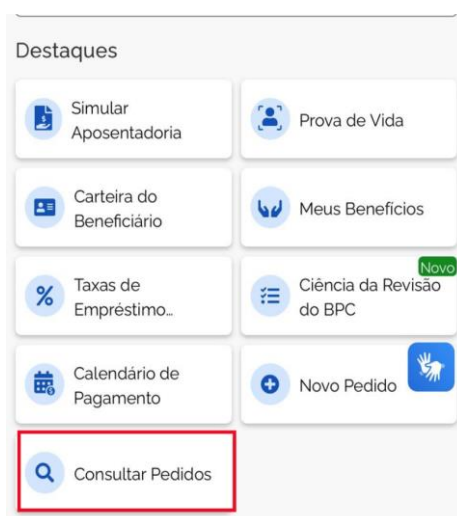 Destaques
Simular
Aposentadoria
Prova de Vida
Carteira do
Beneficiário
Meus Benefícios
Taxas de
Empréstimo...
Novo
Ciência da Revisão
do BPC
Calendário de
Pagamento
Novo Pedido
Consultar Pedidos